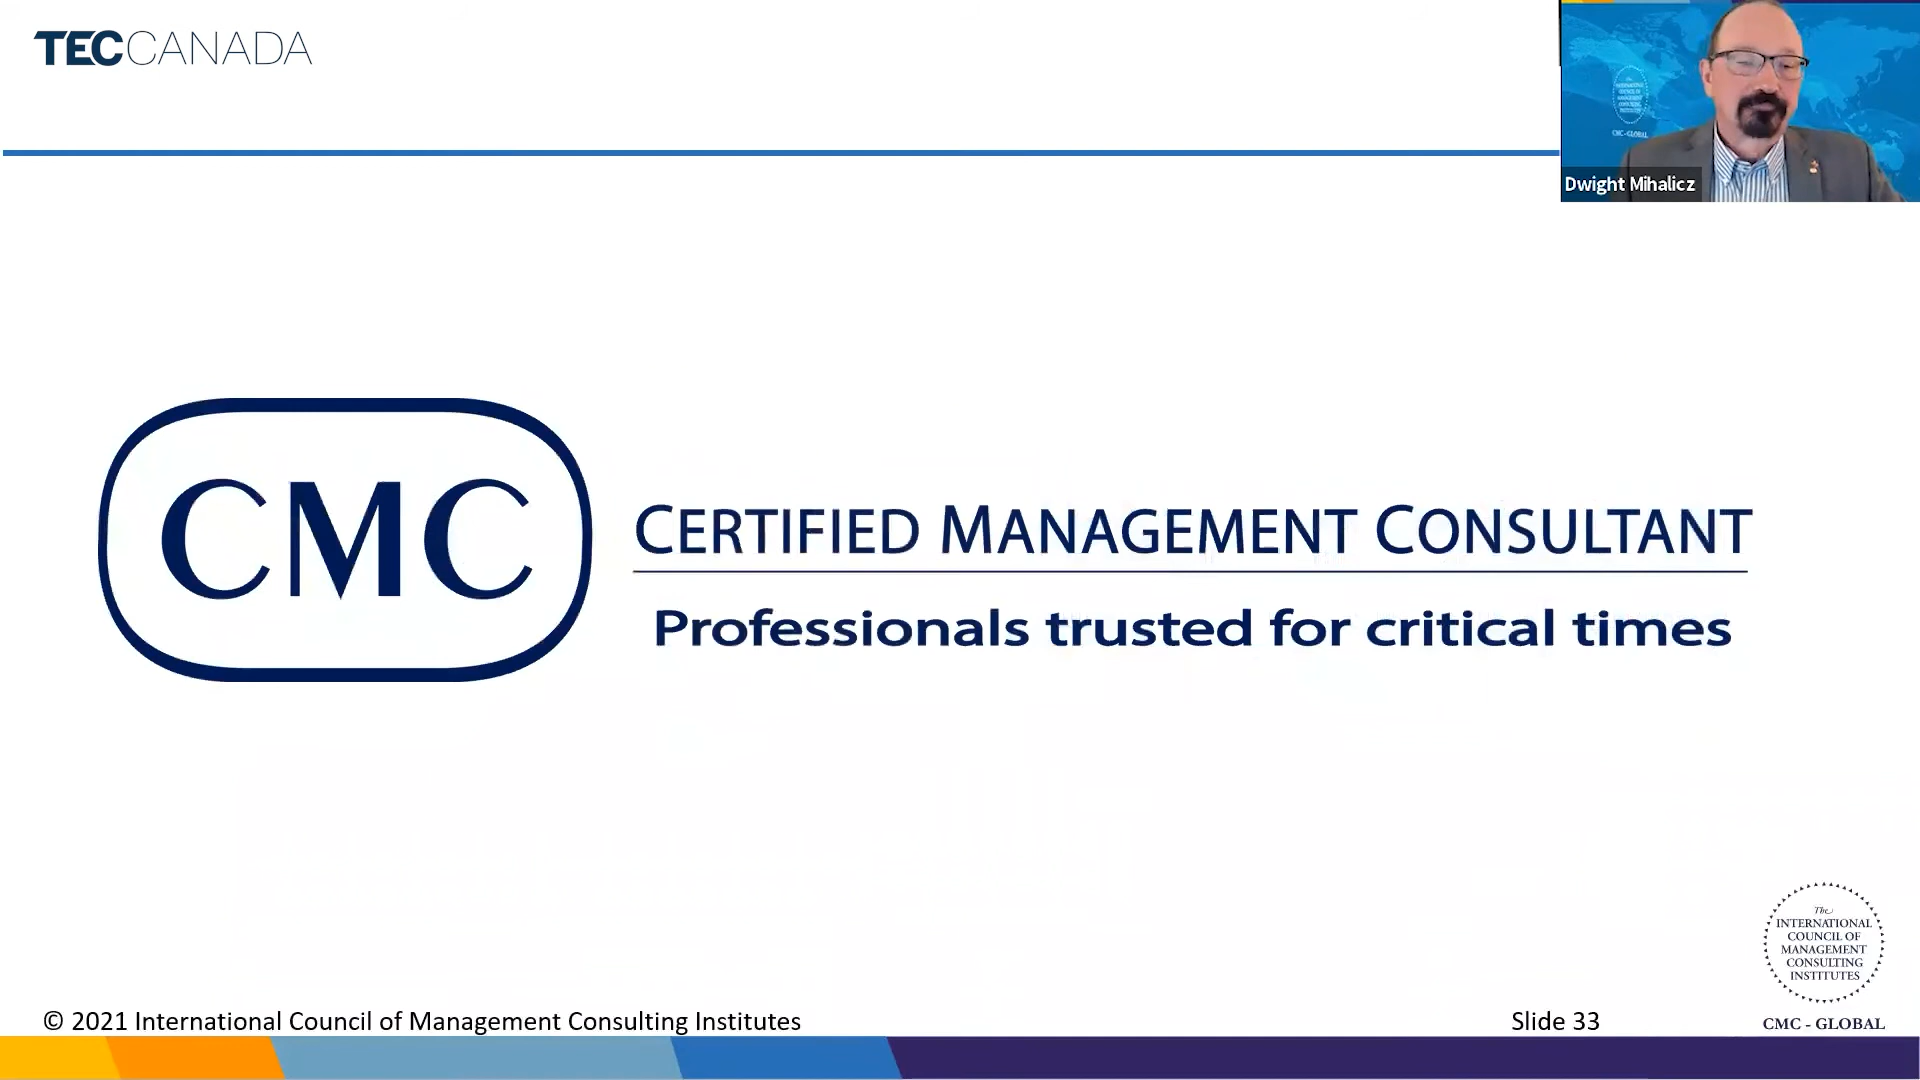 TECCANADA
Dwight Mihalicz
CMC
CERTIFIED MANAGEMENT CONSULTANT
Professionals trusted for critical times
The
INTERNATIONAL
COUNCIL OF
MANAGEMENT
CONSULTING
INSTITUTES
CMC - GLOBAL
© 2021 International Council of Management Consulting Institutes
Slide 33